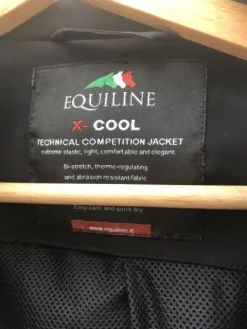 EQUILINE
X- COOL
TECHNICAL COMPETITION JACKET
extreme elastic, light, comfortable and elegant.
Bi-stretch, thermo-regulating
and abrasion resistant fabric
Easy care and quick dry
www.equiline.it